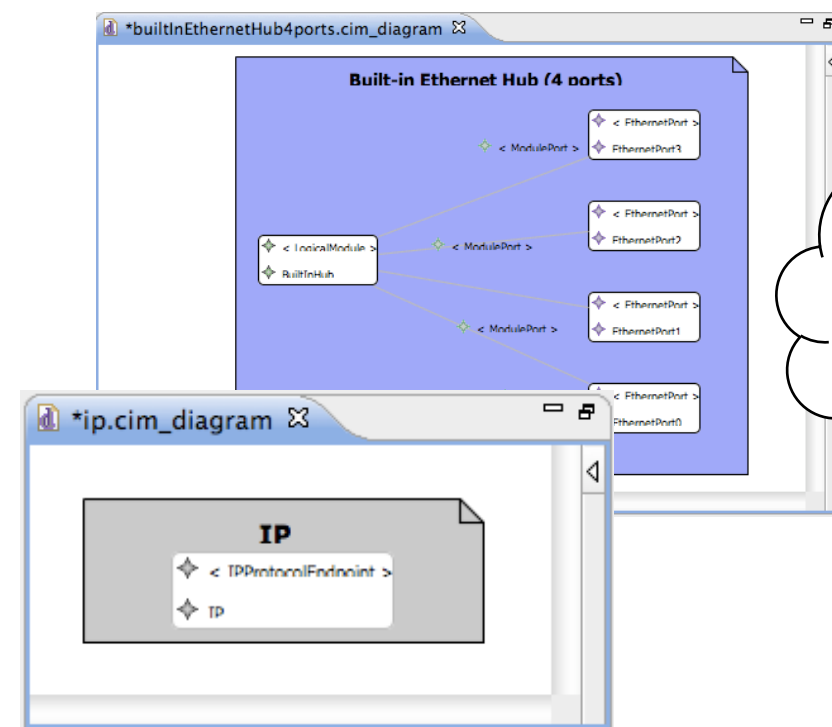 *builtInEthernetHub4ports.cim_diagram
Built-in Ethernet Hub (4 ports)
< EthernetPort >
EthernetPort3
< ModulePort >
< EthernetPort >
EthernetPort2
< ModulePort >
< LogicalModule >
BuiltInHub
< EthernetPort >
EthernetPort1
< ModulePort >
< EthernetPort >
EthernetPort0
*ip.cim_diagram
IP
< IPProtocolEndpoint >
IP